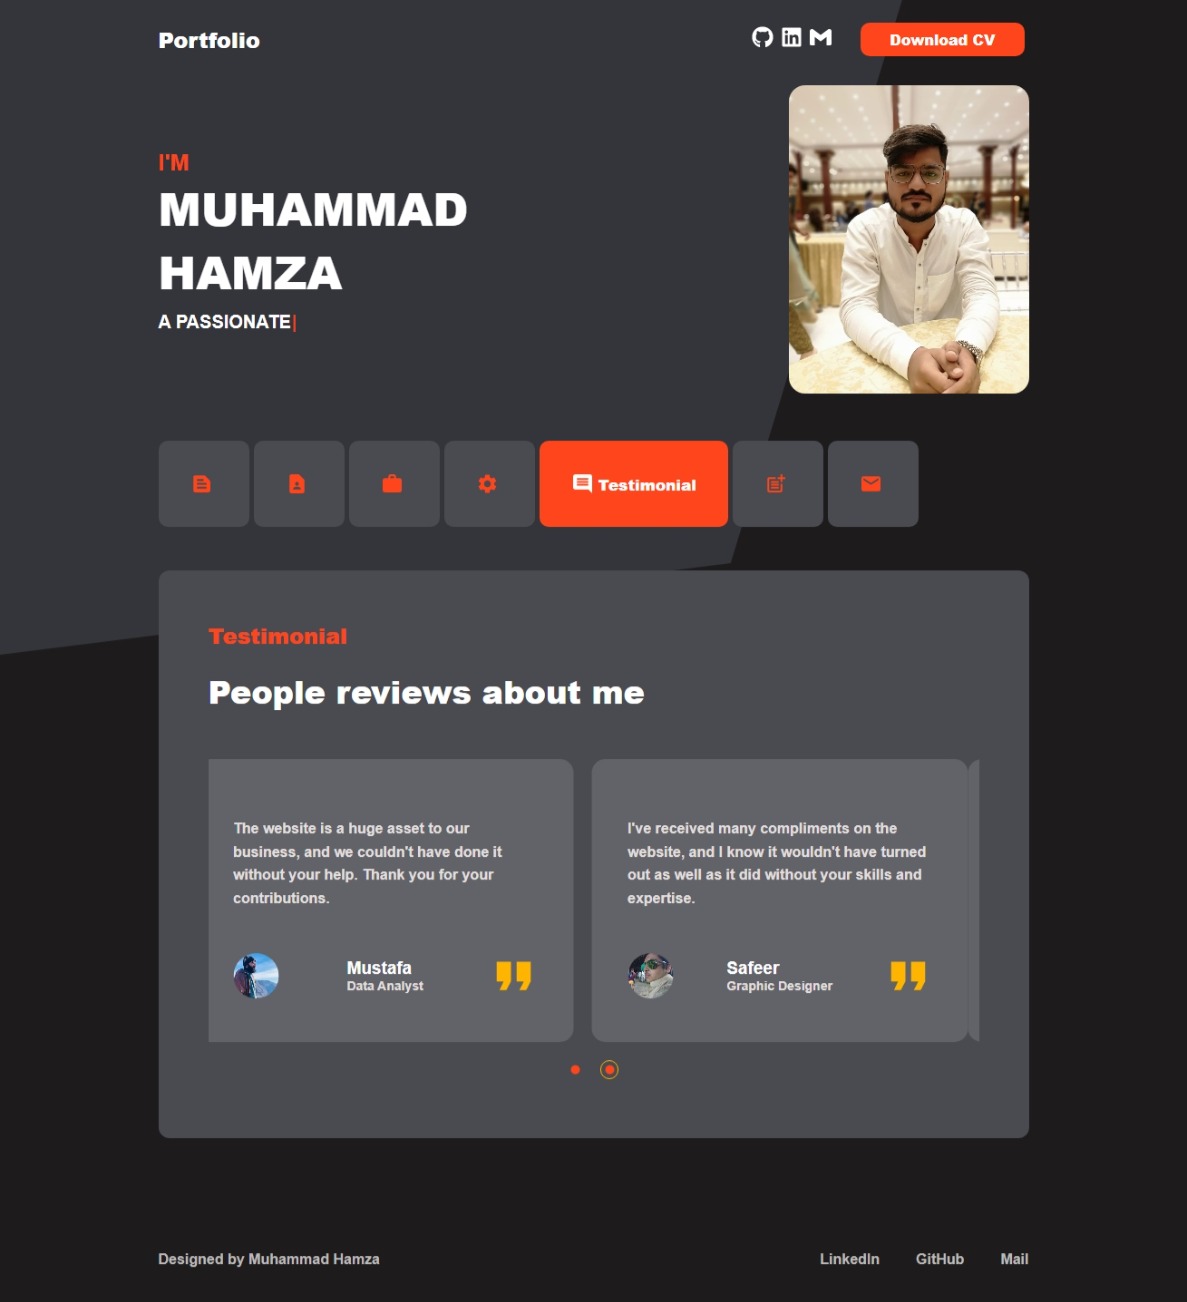 Portfolio
Download CV
I'M
MUHAMMAD
HAMZA
A PASSIONATE|
Testimonial
Testimonial
People reviews about me
The website is a huge asset to our
business, and we couldn't have done it
without your help. Thank you for your
contributions.
Mustafa
Data Analyst
I've received many compliments on the
website, and I know it wouldn't have turned
out as well as it did without your skills and
expertise.
Safeer
Graphic Designer
Designed by Muhammad Hamza
LinkedIn GitHub Mail